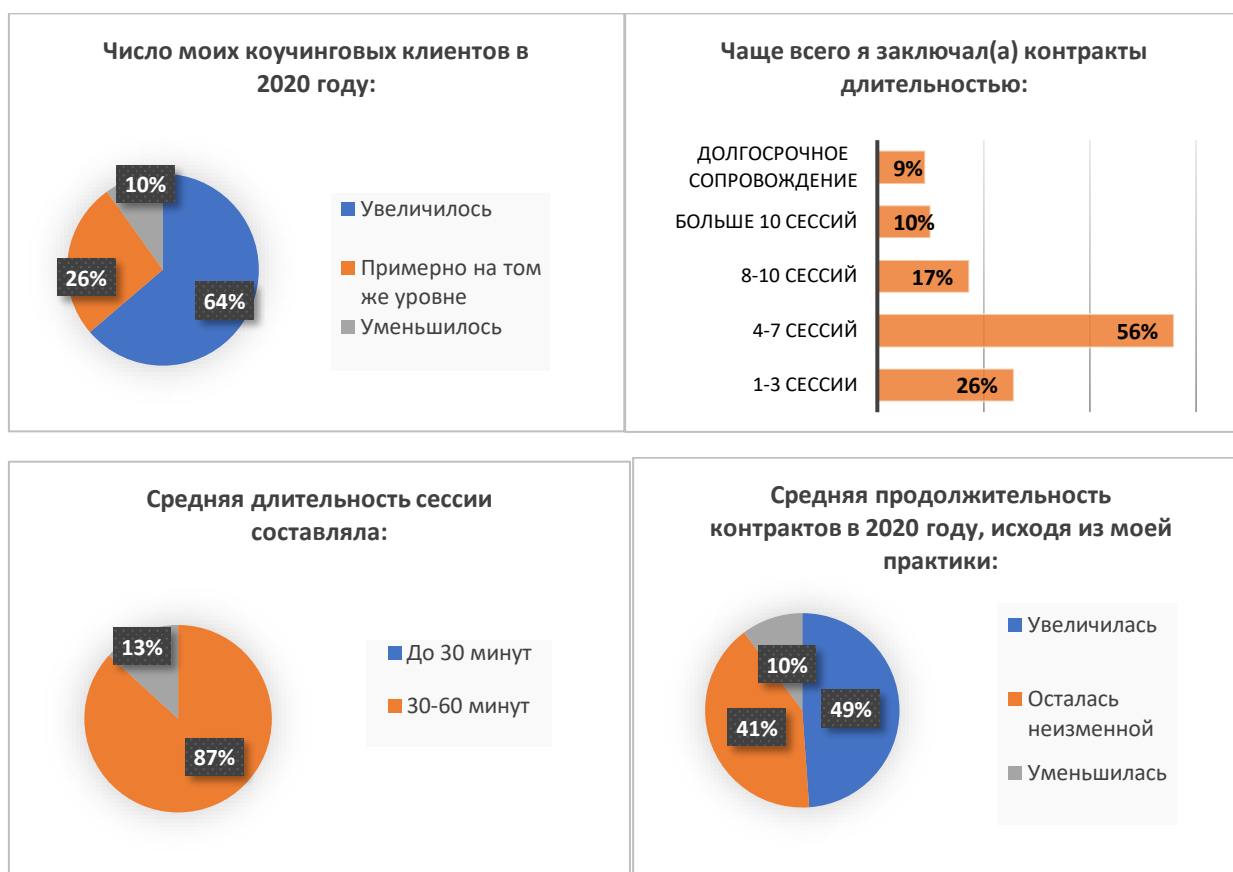 Число моих коучинговых клиентов в
2020 году:
10%
26%
64%
Увеличилось
Примерно на том
же уровне
Уменьшилось
Чаще всего я заключал(а) контракты
длительностью:
ДОЛГОСРОЧНОЕ
СОПРОВОЖДЕНИЕ
9%
БОЛЬШЕ 10 СЕССИЙ
10%
8-10 СЕССИЙ
17%
4-7 СЕССИЙ
56%
1-3 СЕССИИ
26%
Средняя длительность сессии
составляла:
13%
87%
До 30 минут
30-60 минут
Средняя продолжительность
контрактов в 2020 году, исходя из моей
практики:
10%
41%
49%
Увеличилась
Осталась
неизменной
Уменьшилась